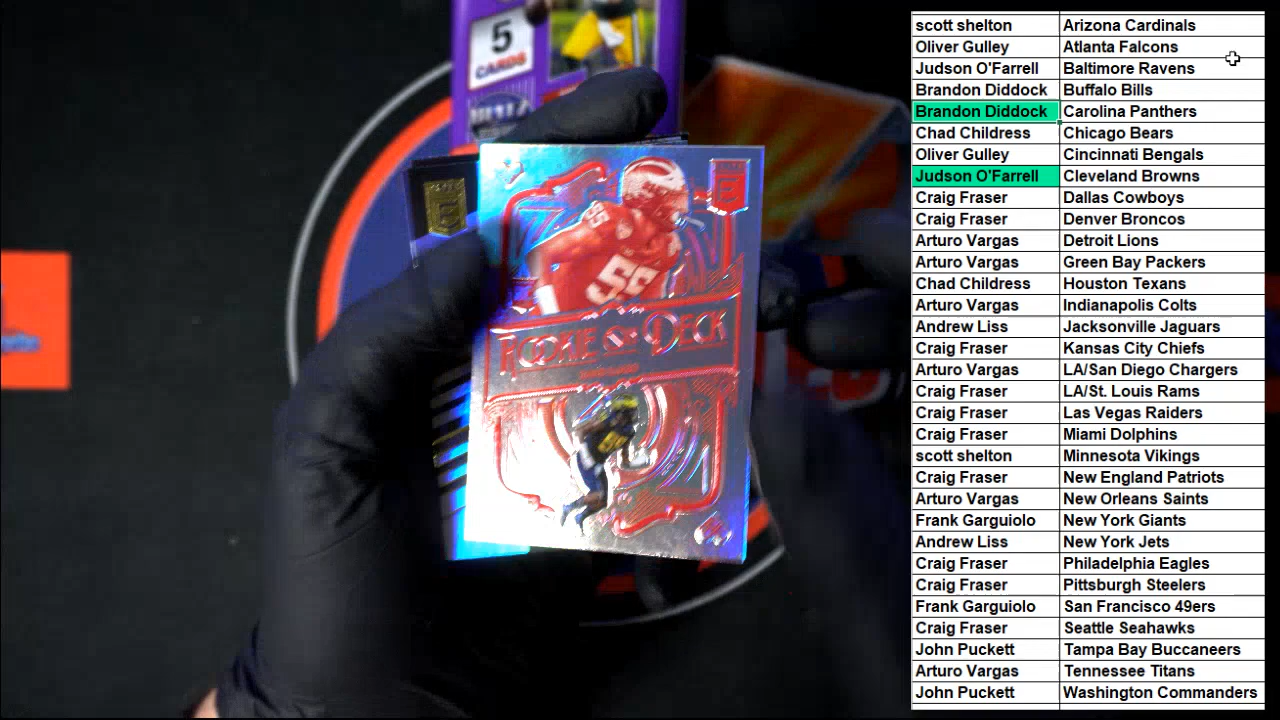 5
CARDS
E
E
55
55
ROOKIE ON DECK
scott shelton Arizona Cardinals
Oliver Gulley Atlanta Falcons
Judson O'Farrell Baltimore Ravens
Brandon Diddock Buffalo Bills
Brandon Diddock Carolina Panthers
Chad Childress Chicago Bears
Oliver Gulley Cincinnati Bengals
Judson O'Farrell Cleveland Browns
Craig Fraser Dallas Cowboys
Craig Fraser Denver Broncos
Arturo Vargas Detroit Lions
Arturo Vargas Green Bay Packers
Chad Childress Houston Texans
Arturo Vargas Indianapolis Colts
Andrew Liss Jacksonville Jaguars
Craig Fraser Kansas City Chiefs
Arturo Vargas LA/San Diego Chargers
Craig Fraser LA/St. Louis Rams
Craig Fraser Las Vegas Raiders
Craig Fraser Miami Dolphins
scott shelton Minnesota Vikings
Craig Fraser New England Patriots
Arturo Vargas New Orleans Saints
Frank Garguiolo New York Giants
Andrew Liss New York Jets
Craig Fraser Philadelphia Eagles
Craig Fraser Pittsburgh Steelers
Frank Garguiolo San Francisco 49ers
Craig Fraser Seattle Seahawks
John Puckett Tampa Bay Buccaneers
Arturo Vargas Tennessee Titans
John Puckett Washington Commanders